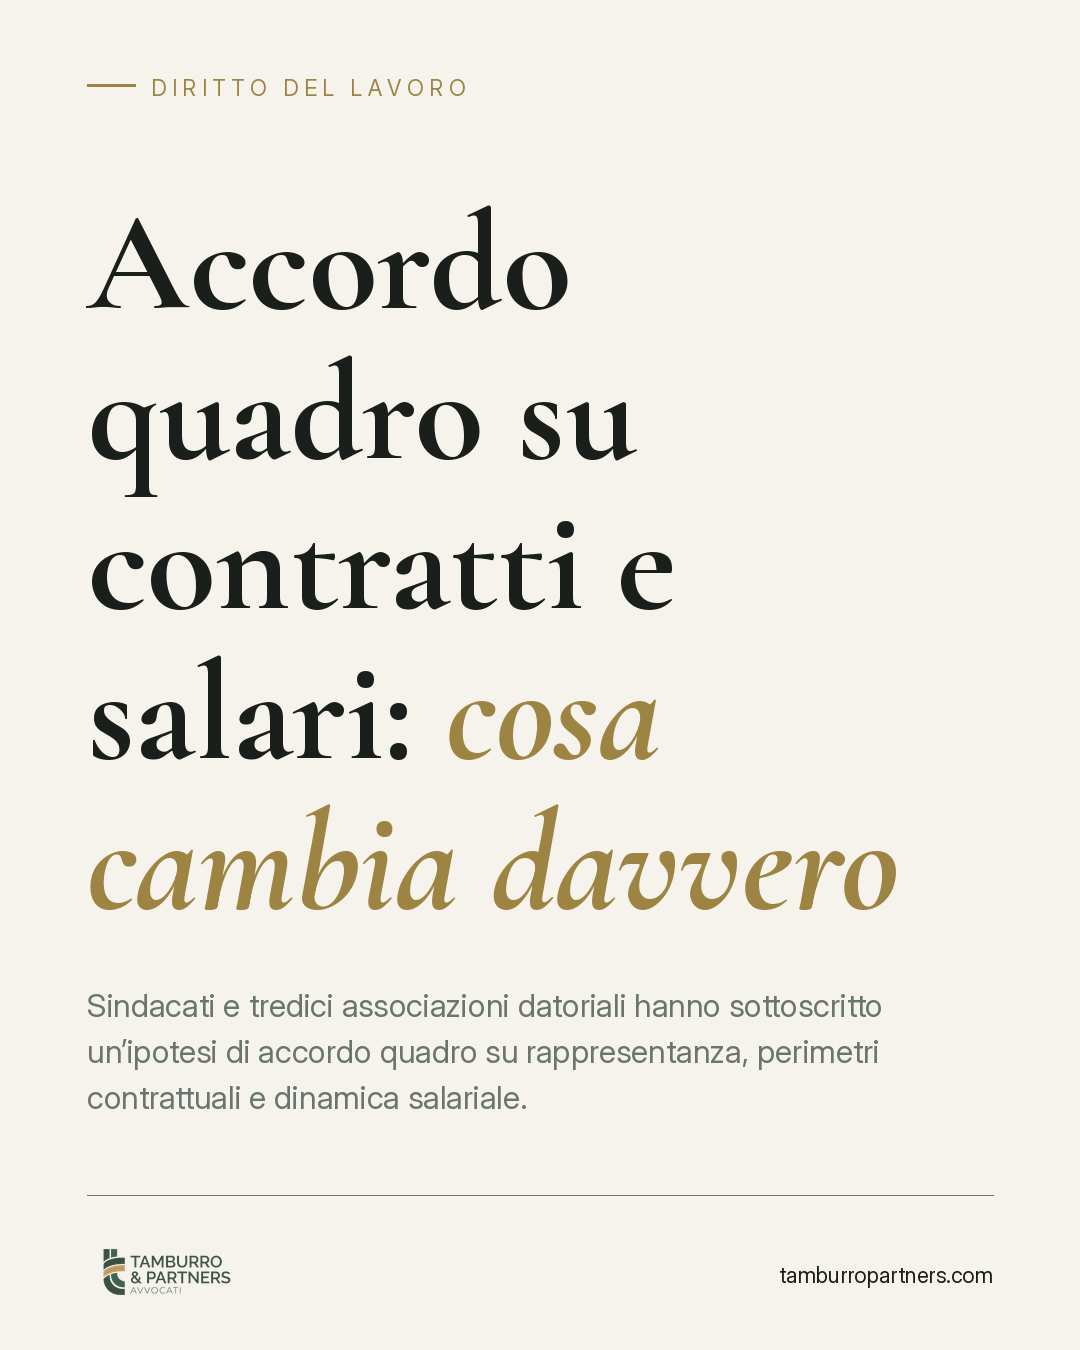 DIRITTO DEL LAVORO
Accordo
quadro su
contratti e
salari: cosa
cambia davvero
Sindacati e tredici associazioni datoriali hanno sottoscritto
un’ipotesi di accordo quadro su rappresentanza, perimetri
contrattuali e dinamica salariale.
TAMBURRO
& PARTNERS
AVVOCATI
tamburropartners.com